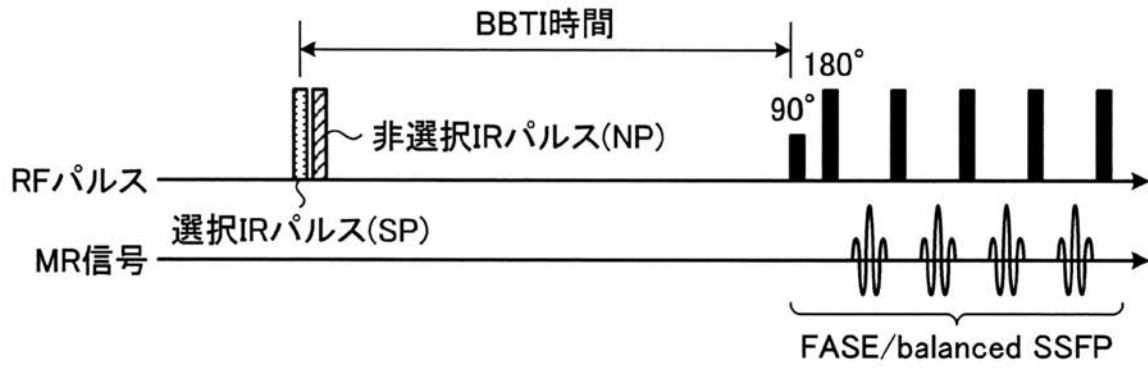 BBTI時間
180°
90°
非選択IRパルス(NP)
RFパルス
選択IRパルス(SP)
MR信号
FASE/balanced SSFP